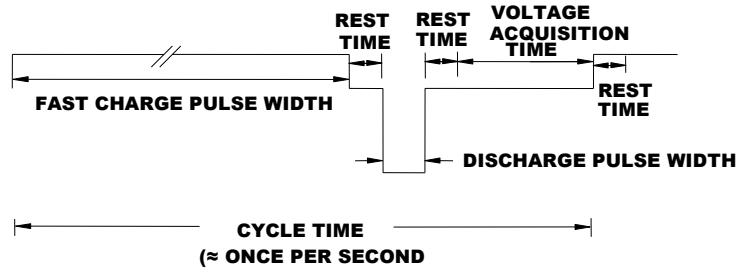 REST
TIME
REST
TIME
VOLTAGE
ACQUISITION
TIME
FAST CHARGE PULSE WIDTH
REST
TIME
DISCHARGE PULSE WIDTH
CYCLE TIME
(≈ ONCE PER SECOND